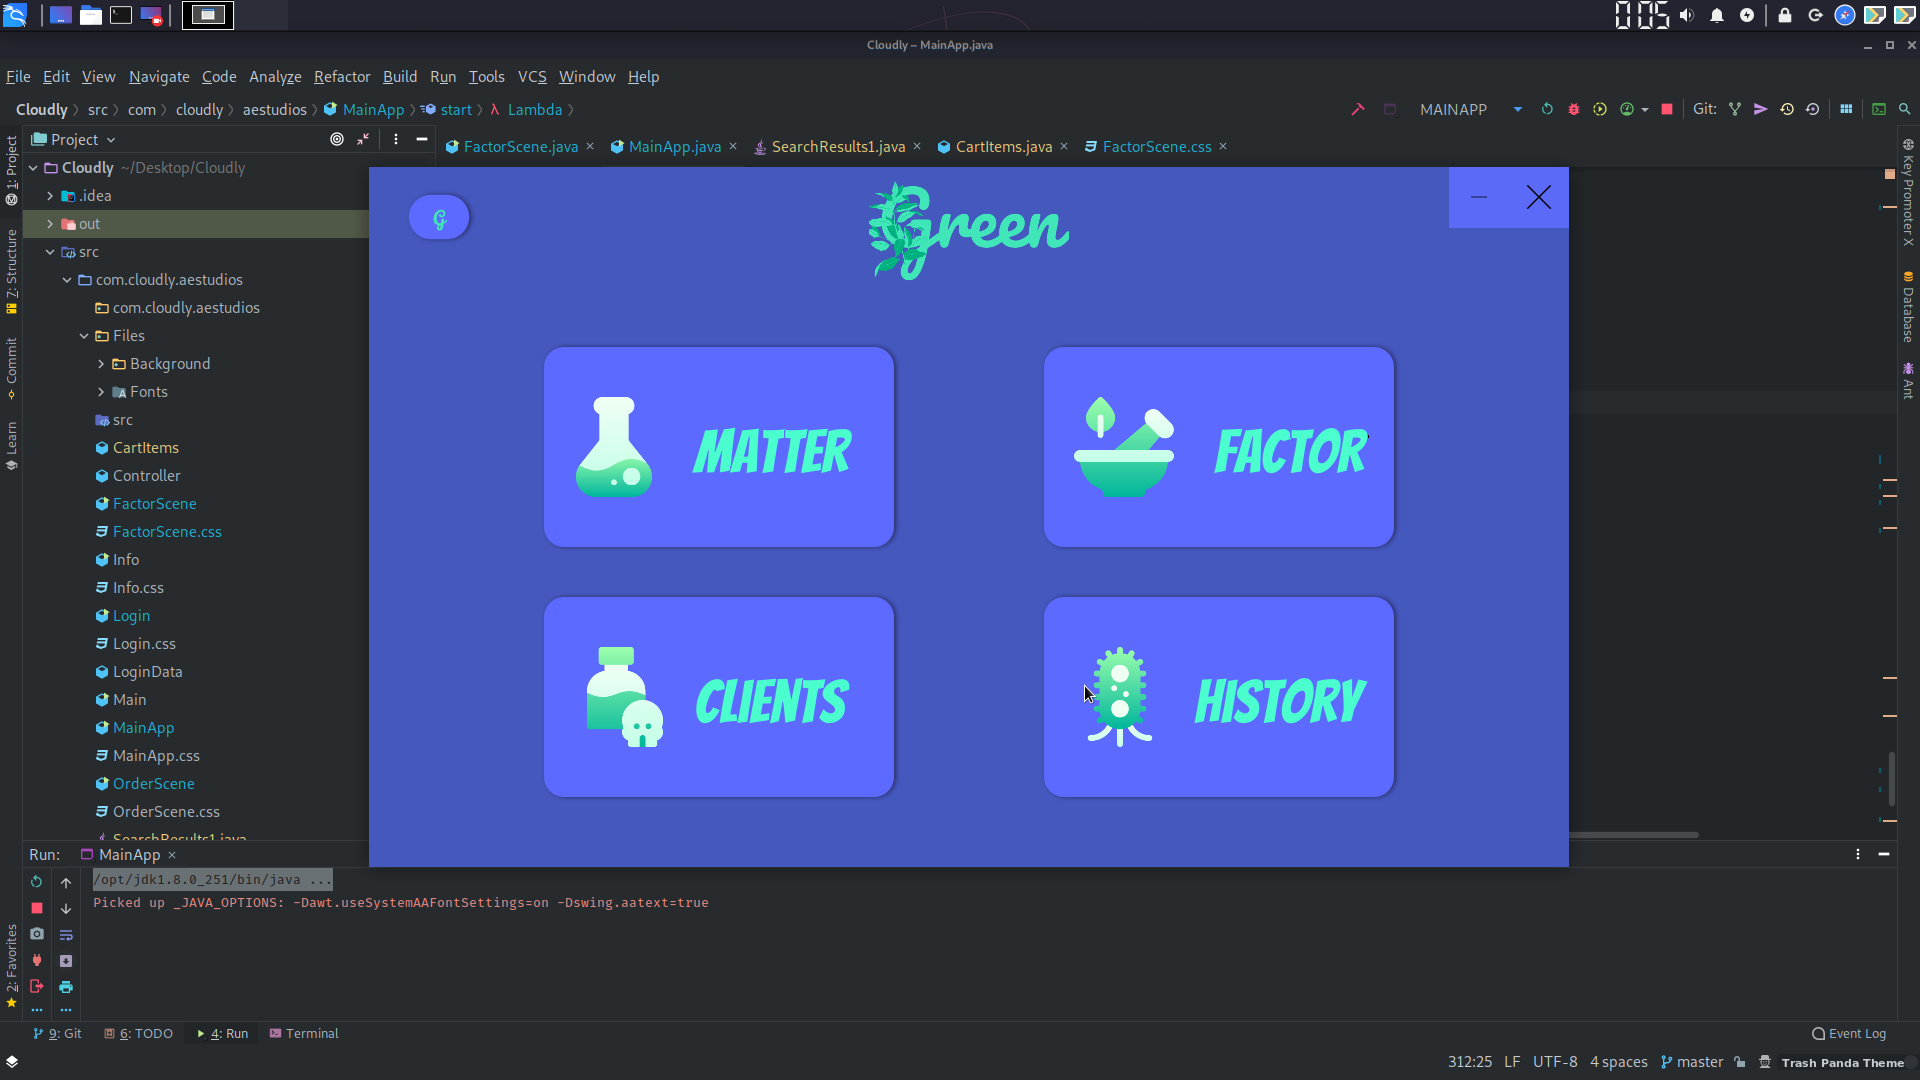 0:05
Cloudly – MainApp.java
File Edit View Navigate Code Analyze Refactor Build Run Tools VCS Window Help
Cloudly src com cloudly aestudios MainApp start λ Lambda
MAINAPP
Git:
Project
FactorScene.java
MainApp.java
SearchResults1.java
CartItems.java
FactorScene.css
Cloudly ~/Desktop/Cloudly
.idea
out
src
com.cloudly.aestudios
com.cloudly.aestudios
Files
Background
Fonts
src
CartItems
Controller
FactorScene
FactorScene.css
Info
Info.css
Login
Login.css
LoginData
Main
MainApp
MainApp.css
OrderScene
OrderScene.css
SearchResults1.java
1: Project
7: Structure
Commit
Learn
2: Favorites
G
Green
MATTER
FACTOR
CLIENTS
HISTORY
Key Promoter X
Database
Ant
Run: MainApp
/opt/jdk1.8.0_251/bin/java ...
Picked up _JAVA_OPTIONS: -Dawt.useSystemAAFontSettings=on -Dswing.aatext=true
9: Git
6: TODO
4: Run
Terminal
Event Log
312:25 LF UTF-8 4 spaces master Trash Panda Theme